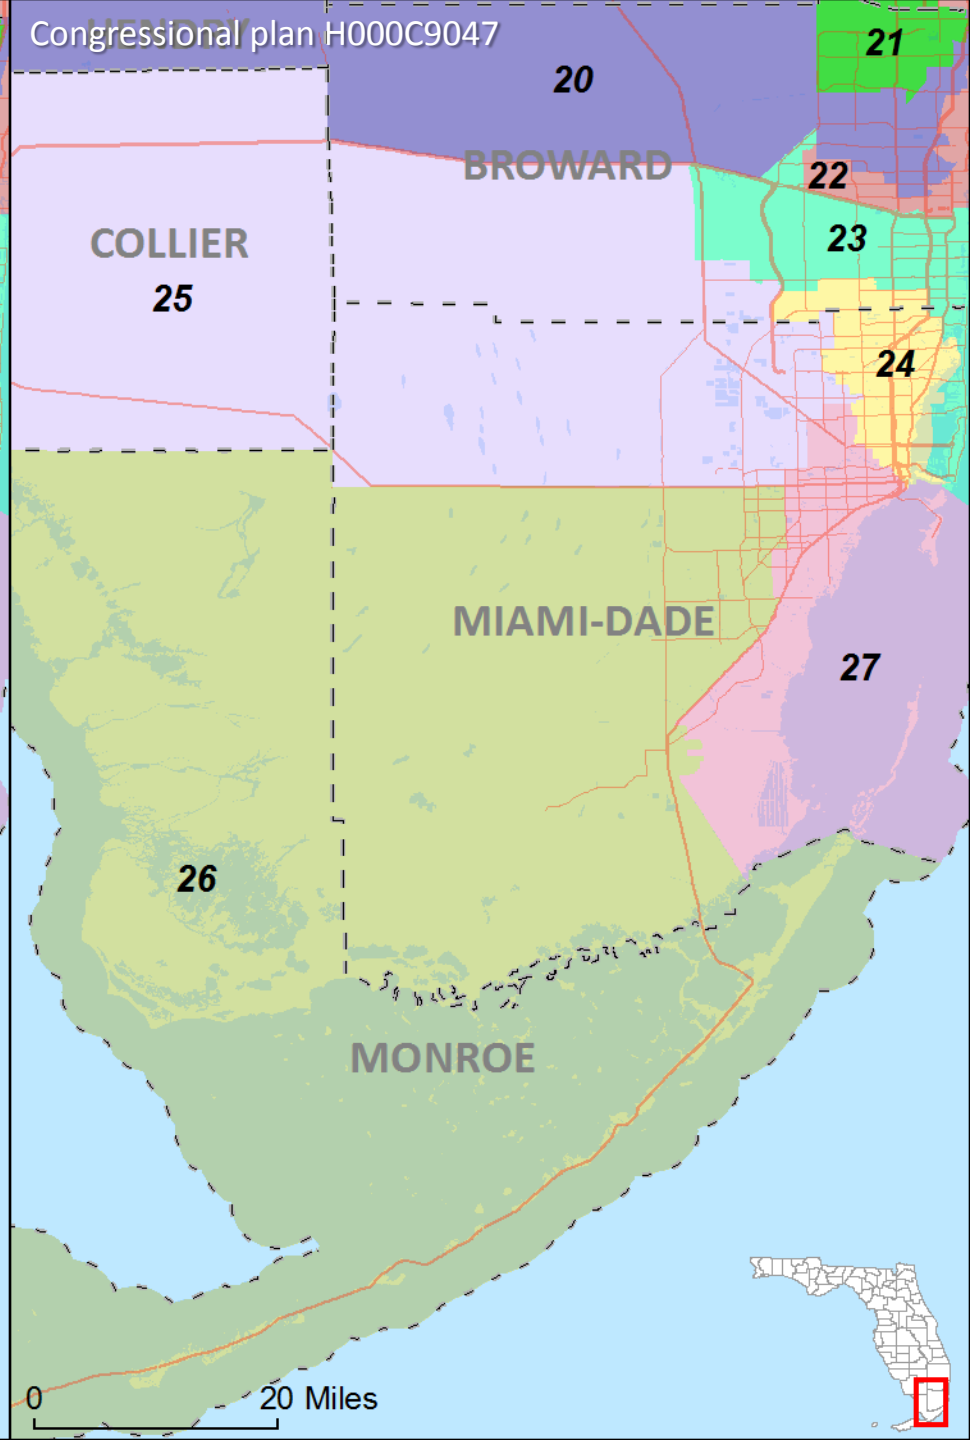 HENDRY
Congressional plan H000C9047
21
20
BROWARD
22
23
COLLIER
25
24
MIAMI-DADE
27
26
MONROE
0 20 Miles